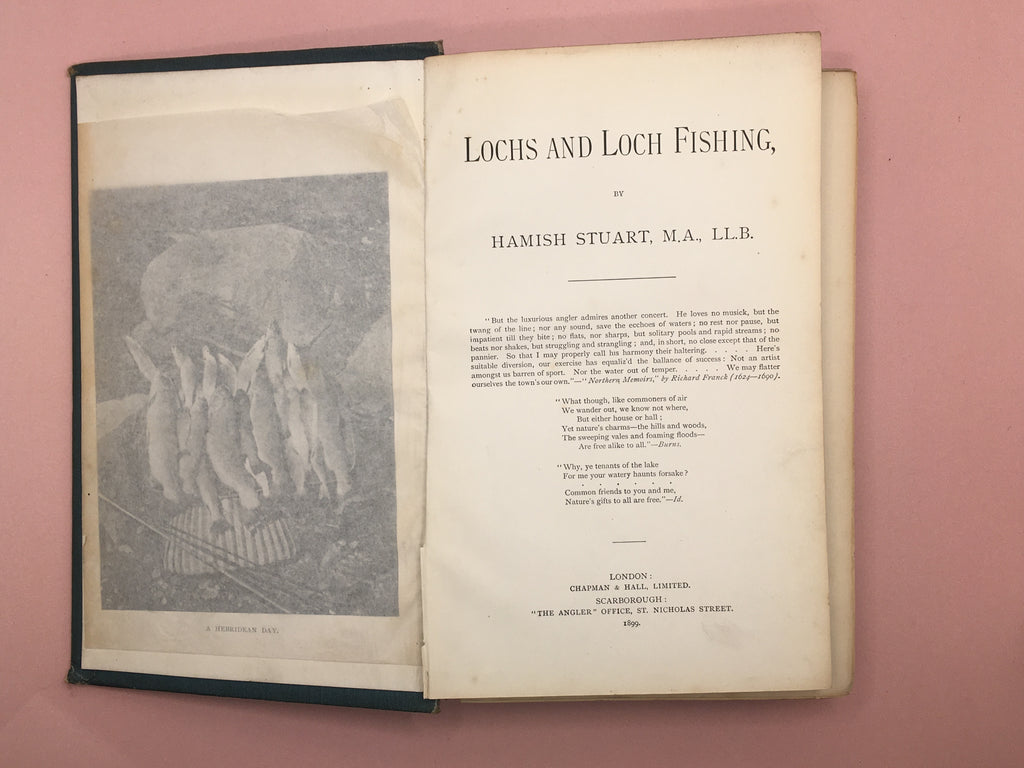 A HEBRIDEAN DAY.
LOCHS AND LOCH FISHING,
BY
HAMISH STUART, M.A., LL.B.
"But the luxurious angler admires another concert. He loves no musick, but the
twang of the line; nor any sound, save the ecchoes of waters; no rest nor pause, but
impatient till they bite; no flats, nor sharps, but solitary pools and rapid streams; no
beats nor shakes, but struggling and strangling; and, in short, no close except that of the
pannier. So that I may properly call his harmony their haltering. . . . . Here's
suitable diversion, our exercise has equaliz'd the ballance of success: Not an artist
amongst us barren of sport. Nor the water out of temper. . . . . We may flatter
ourselves the town's our own."—"Northern Memoirs," by Richard Franck (1624—1690).
"What though, like commoners of air
We wander out, we know not where,
But either house or hall;
Yet nature's charms—the hills and woods,
The sweeping vales and foaming floods—
Are free alike to all."—Burns.
"Why, ye tenants of the lake
For me your watery haunts forsake?
. . . . . .
Common friends to you and me,
Nature's gifts to all are free."—Id.
LONDON:
CHAPMAN & HALL, LIMITED.
SCARBOROUGH:
"THE ANGLER" OFFICE, ST. NICHOLAS STREET.
1899.